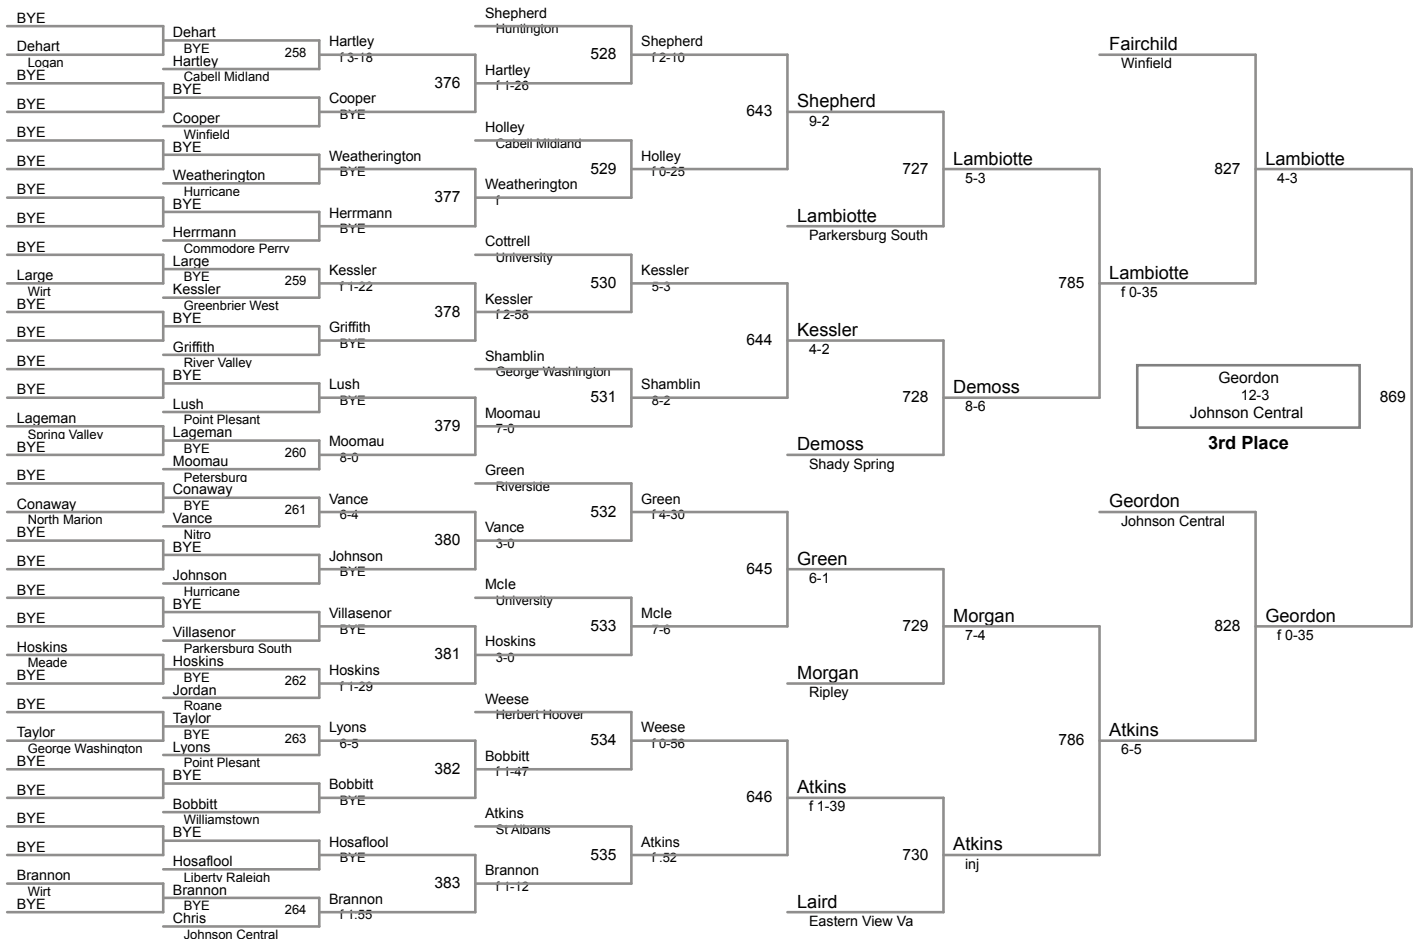 BYE
Dehart
Logan
BYE
BYE
BYE
BYE
BYE
BYE
BYE
Large
Wirt
BYE
BYE
BYE
BYE
Lageman
Spring Valley
BYE
BYE
Conaway
North Marion
BYE
BYE
BYE
BYE
Hoskins
Meade
BYE
BYE
Taylor
George Washington
BYE
BYE
BYE
BYE
Brannon
Wirt
BYE
Dehart
BYE
258
Hartley
Cabell Midland
BYE
Cooper
Winfield
BYE
Weatherington
Hurricane
BYE
Herrmann
Commodore Perry
Large
BYE
259
Kessler
Greenbrier West
BYE
Griffith
River Valley
BYE
Lush
Point Plesant
Lageman
BYE
260
Moomau
Petersburg
Conaway
BYE
261
Vance
Nitro
BYE
Johnson
Hurricane
BYE
Villasenor
Parkersburg South
Hoskins
BYE
262
Jordan
Roane
Taylor
BYE
263
Lyons
Point Plesant
BYE
Bobbitt
Williamstown
BYE
Hosaflool
Liberty Raleigh
Brannon
BYE
264
Chris
Johnson Central
Hartley
f 3-18
376
Cooper
BYE
Weatherington
BYE
377
Herrmann
BYE
Kessler
f 1-22
378
Griffith
BYE
Lush
BYE
379
Moomau
8-0
Vance
6-4
380
Johnson
BYE
Villasenor
BYE
381
Hoskins
f 1-29
Lyons
6-5
382
Bobbitt
BYE
Hosaflool
BYE
383
Brannon
f 1:55
Shepherd
Huntington
528
Hartley
f 1-26
Holley
Cabell Midland
529
Weatherington
f
Cottrell
University
530
Kessler
f 2-58
Shamblin
George Washington
531
Moomau
7-0
Green
Riverside
532
Vance
3-0
McIe
University
533
Hoskins
3-0
Weese
Herbert Hoover
534
Bobbitt
f 1-47
Atkins
St Albans
535
Brannon
f 1-12
Shepherd
f 2-10
643
Holley
f 0-25
Kessler
5-3
644
Shamblin
8-2
Green
f 4-30
645
McIe
7-6
Weese
f 0-56
646
Atkins
f :52
Shepherd
9-2
727
Lambiotte
Parkersburg South
Kessler
4-2
728
Demoss
Shady Spring
Green
6-1
729
Morgan
Ripley
Atkins
f 1-39
730
Laird
Eastern View Va
Lambiotte
5-3
785
Demoss
8-6
Morgan
7-4
786
Atkins
inj
Fairchild
Winfield
827
Lambiotte
f 0-35
Geordon
Johnson Central
828
Atkins
6-5
Lambiotte
4-3
869
Geordon
f 0-35
Geordon
12-3
Johnson Central
3rd Place